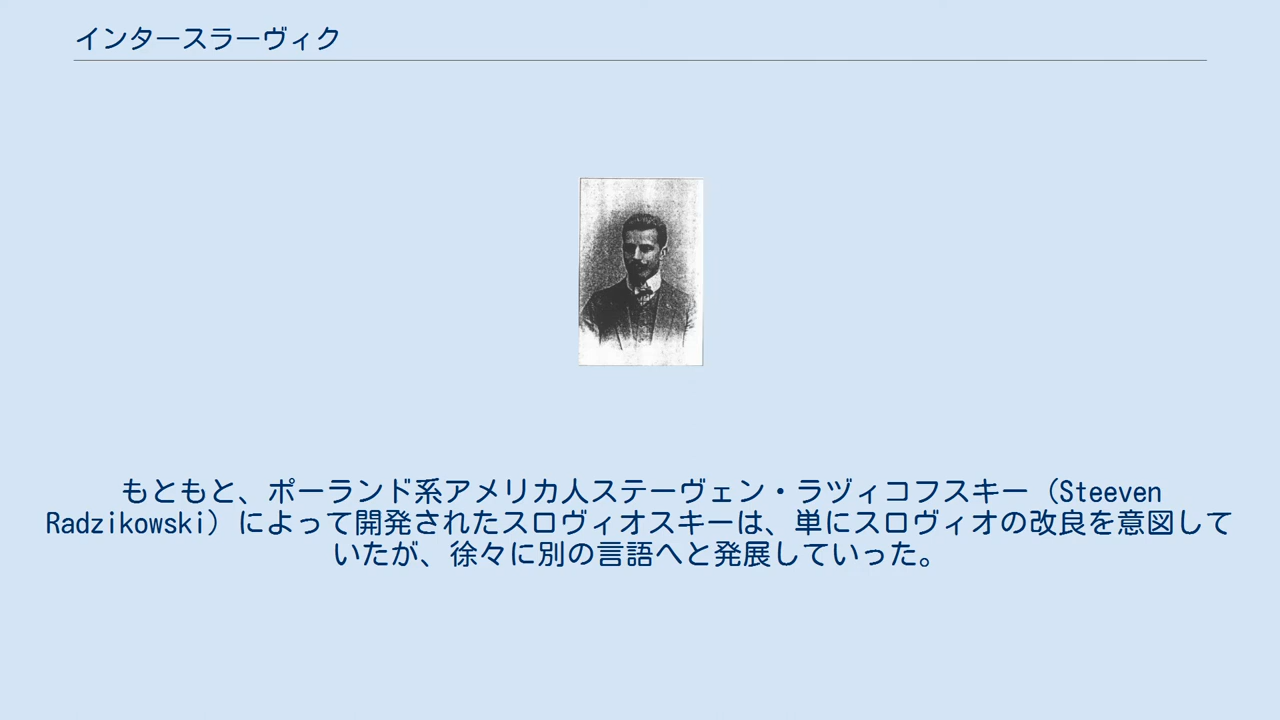 インタースラーヴィク
もともと、ポーランド系アメリカ人ステーヴェン・ラヅィコフスキー（Steeven
Radzikowski）によって開発されたスロヴィオスキーは、単にスロヴィオの改良を意図して
いたが、徐々に別の言語へと発展していった。